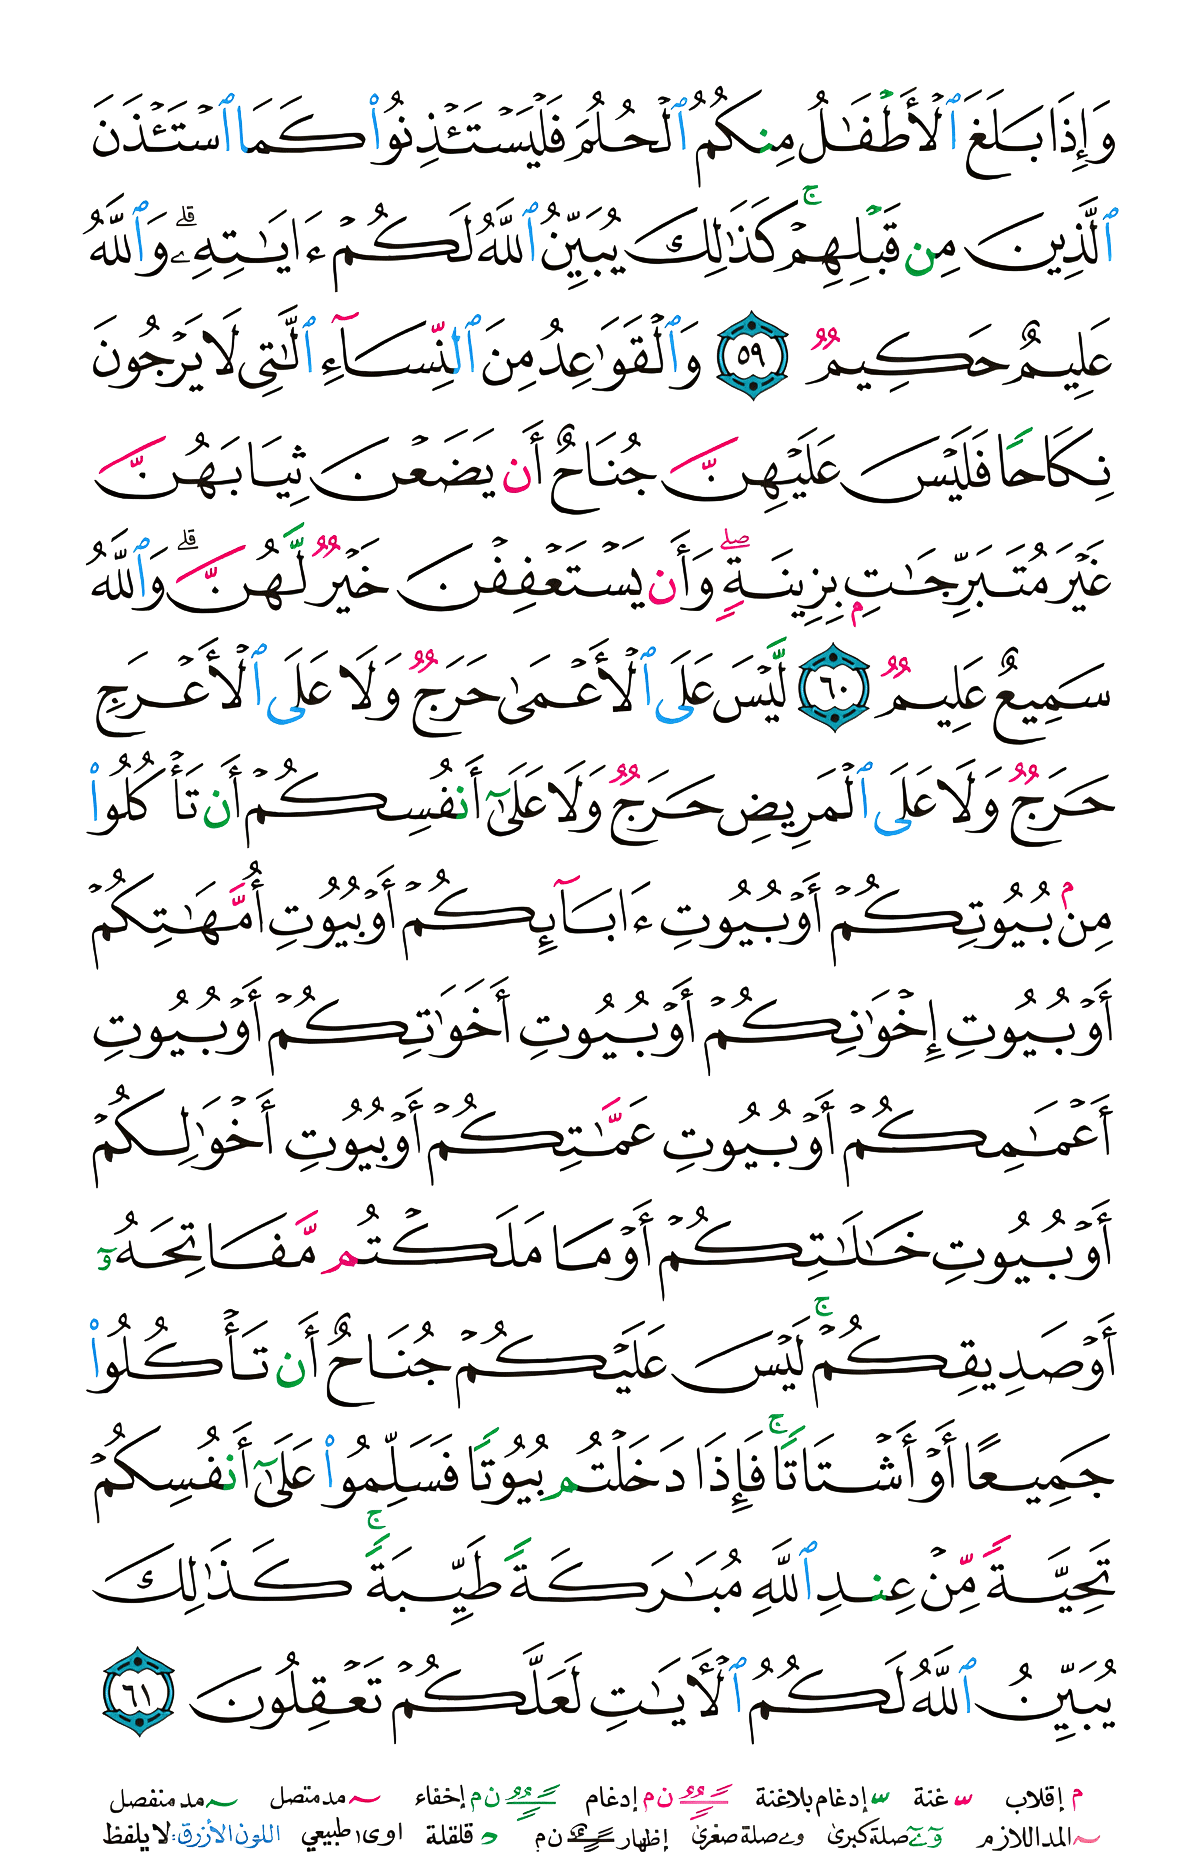 وَإِذَا بَلَغَ ٱلْأَطْفَٰلُ مِنكُمُ ٱلْحُلُمَ فَلْيَسْتَـْٔذِنُوا۟ كَمَا ٱسْتَـْٔذَنَ
ٱلَّذِينَ مِن قَبْلِهِمْ ۚ كَذَٰلِكَ يُبَيِّنُ ٱللَّهُ لَكُمْ ءَايَٰتِهِۦ ۗ وَٱللَّهُ
عَلِيمٌ حَكِيمٌ ٥٩ وَٱلْقَوَٰعِدُ مِنَ ٱلنِّسَآءِ ٱلَّٰتِى لَا يَرْجُونَ
نِكَاحًا فَلَيْسَ عَلَيْهِنَّ جُنَاحٌ أَن يَضَعْنَ ثِيَابَهُنَّ
غَيْرَ مُتَبَرِّجَٰتٍۭ بِزِينَةٍ ۖ وَأَن يَسْتَعْفِفْنَ خَيْرٌ لَّهُنَّ ۗ وَٱللَّهُ
سَمِيعٌ عَلِيمٌ ٦٠ لَّيْسَ عَلَى ٱلْأَعْمَىٰ حَرَجٌ وَلَا عَلَى ٱلْأَعْرَجِ
حَرَجٌ وَلَا عَلَى ٱلْمَرِيضِ حَرَجٌ وَلَا عَلَىٰٓ أَنفُسِكُمْ أَن تَأْكُلُوا۟
مِنۢ بُيُوتِكُمْ أَوْ بُيُوتِ ءَابَآئِكُمْ أَوْ بُيُوتِ أُمَّهَٰتِكُمْ
أَوْ بُيُوتِ إِخْوَٰنِكُمْ أَوْ بُيُوتِ أَخَوَٰتِكُمْ أَوْ بُيُوتِ
أَعْمَٰمِكُمْ أَوْ بُيُوتِ عَمَّٰتِكُمْ أَوْ بُيُوتِ أَخْوَٰلِكُمْ
أَوْ بُيُوتِ خَٰلَٰتِكُمْ أَوْ مَا مَلَكْتُم مَّفَاتِحَهُۥٓ
أَوْ صَدِيقِكُمْ ۚ لَيْسَ عَلَيْكُمْ جُنَاحٌ أَن تَأْكُلُوا۟
جَمِيعًا أَوْ أَشْتَاتًا ۚ فَإِذَا دَخَلْتُم بُيُوتًا فَسَلِّمُوا۟ عَلَىٰٓ أَنفُسِكُمْ
تَحِيَّةً مِّنْ عِندِ ٱللَّهِ مُبَٰرَكَةً طَيِّبَةً ۚ كَذَٰلِكَ
يُبَيِّنُ ٱللَّهُ لَكُمُ ٱلْأَيَٰتِ لَعَلَّكُمْ تَعْقِلُونَ ٦١
م إقلاب ـّ غنة ـّ إدغام بلاغنة ن م إدغام ن م إخفاء ~ مد متصل ~ مد منفصل
~ المد اللازم و ے صلة كبرى و ے صلة صغرى إظهار ن م قلقلة ا و ى طبيعي اللون الأزرق: لا يلفظ